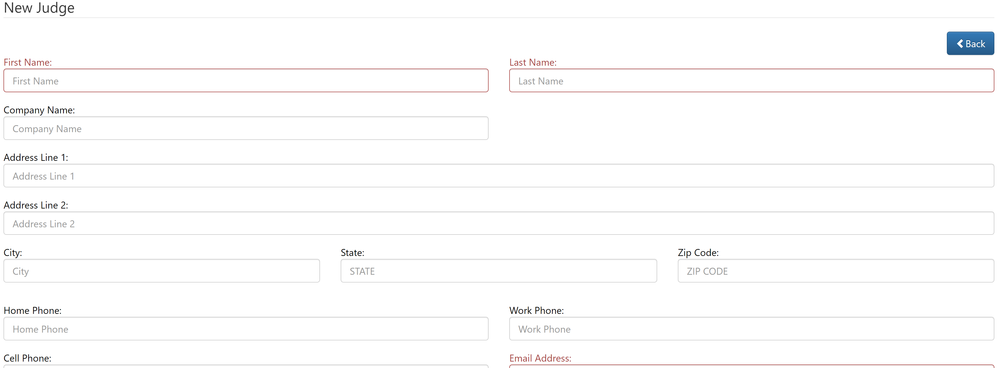 New Judge
Back
First Name: Last Name:
First Name Last Name
Company Name:
Company Name
Address Line 1:
Address Line 1
Address Line 2:
Address Line 2
City: State: Zip Code:
City STATE ZIP CODE
Home Phone: Work Phone:
Home Phone Work Phone
Cell Phone: Email Address: